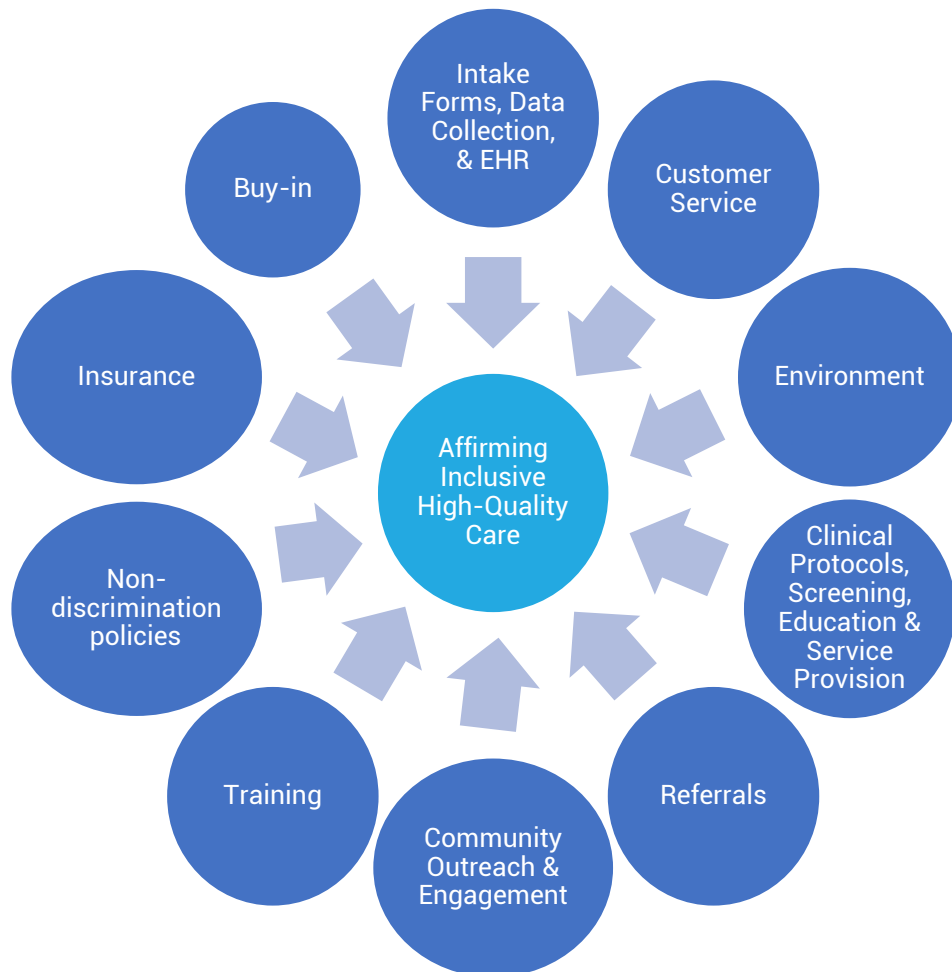 Intake
Forms, Data
Collection,
& EHR
Customer
Service
Environment
Clinical
Protocols,
Screening,
Education &
Service
Provision
Referrals
Community
Outreach &
Engagement
Training
Non-
discrimination
policies
Insurance
Buy-in
Affirming
Inclusive
High-Quality
Care